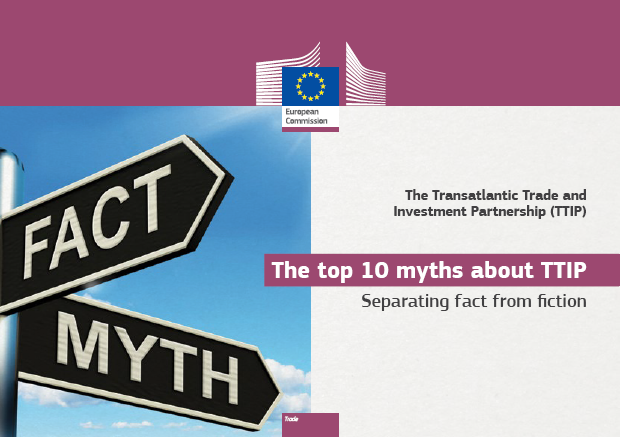 European
Commission
FACT
MYTH
The Transatlantic Trade and
Investment Partnership (TTIP)
The top 10 myths about TTIP
Separating fact from fiction
Trade